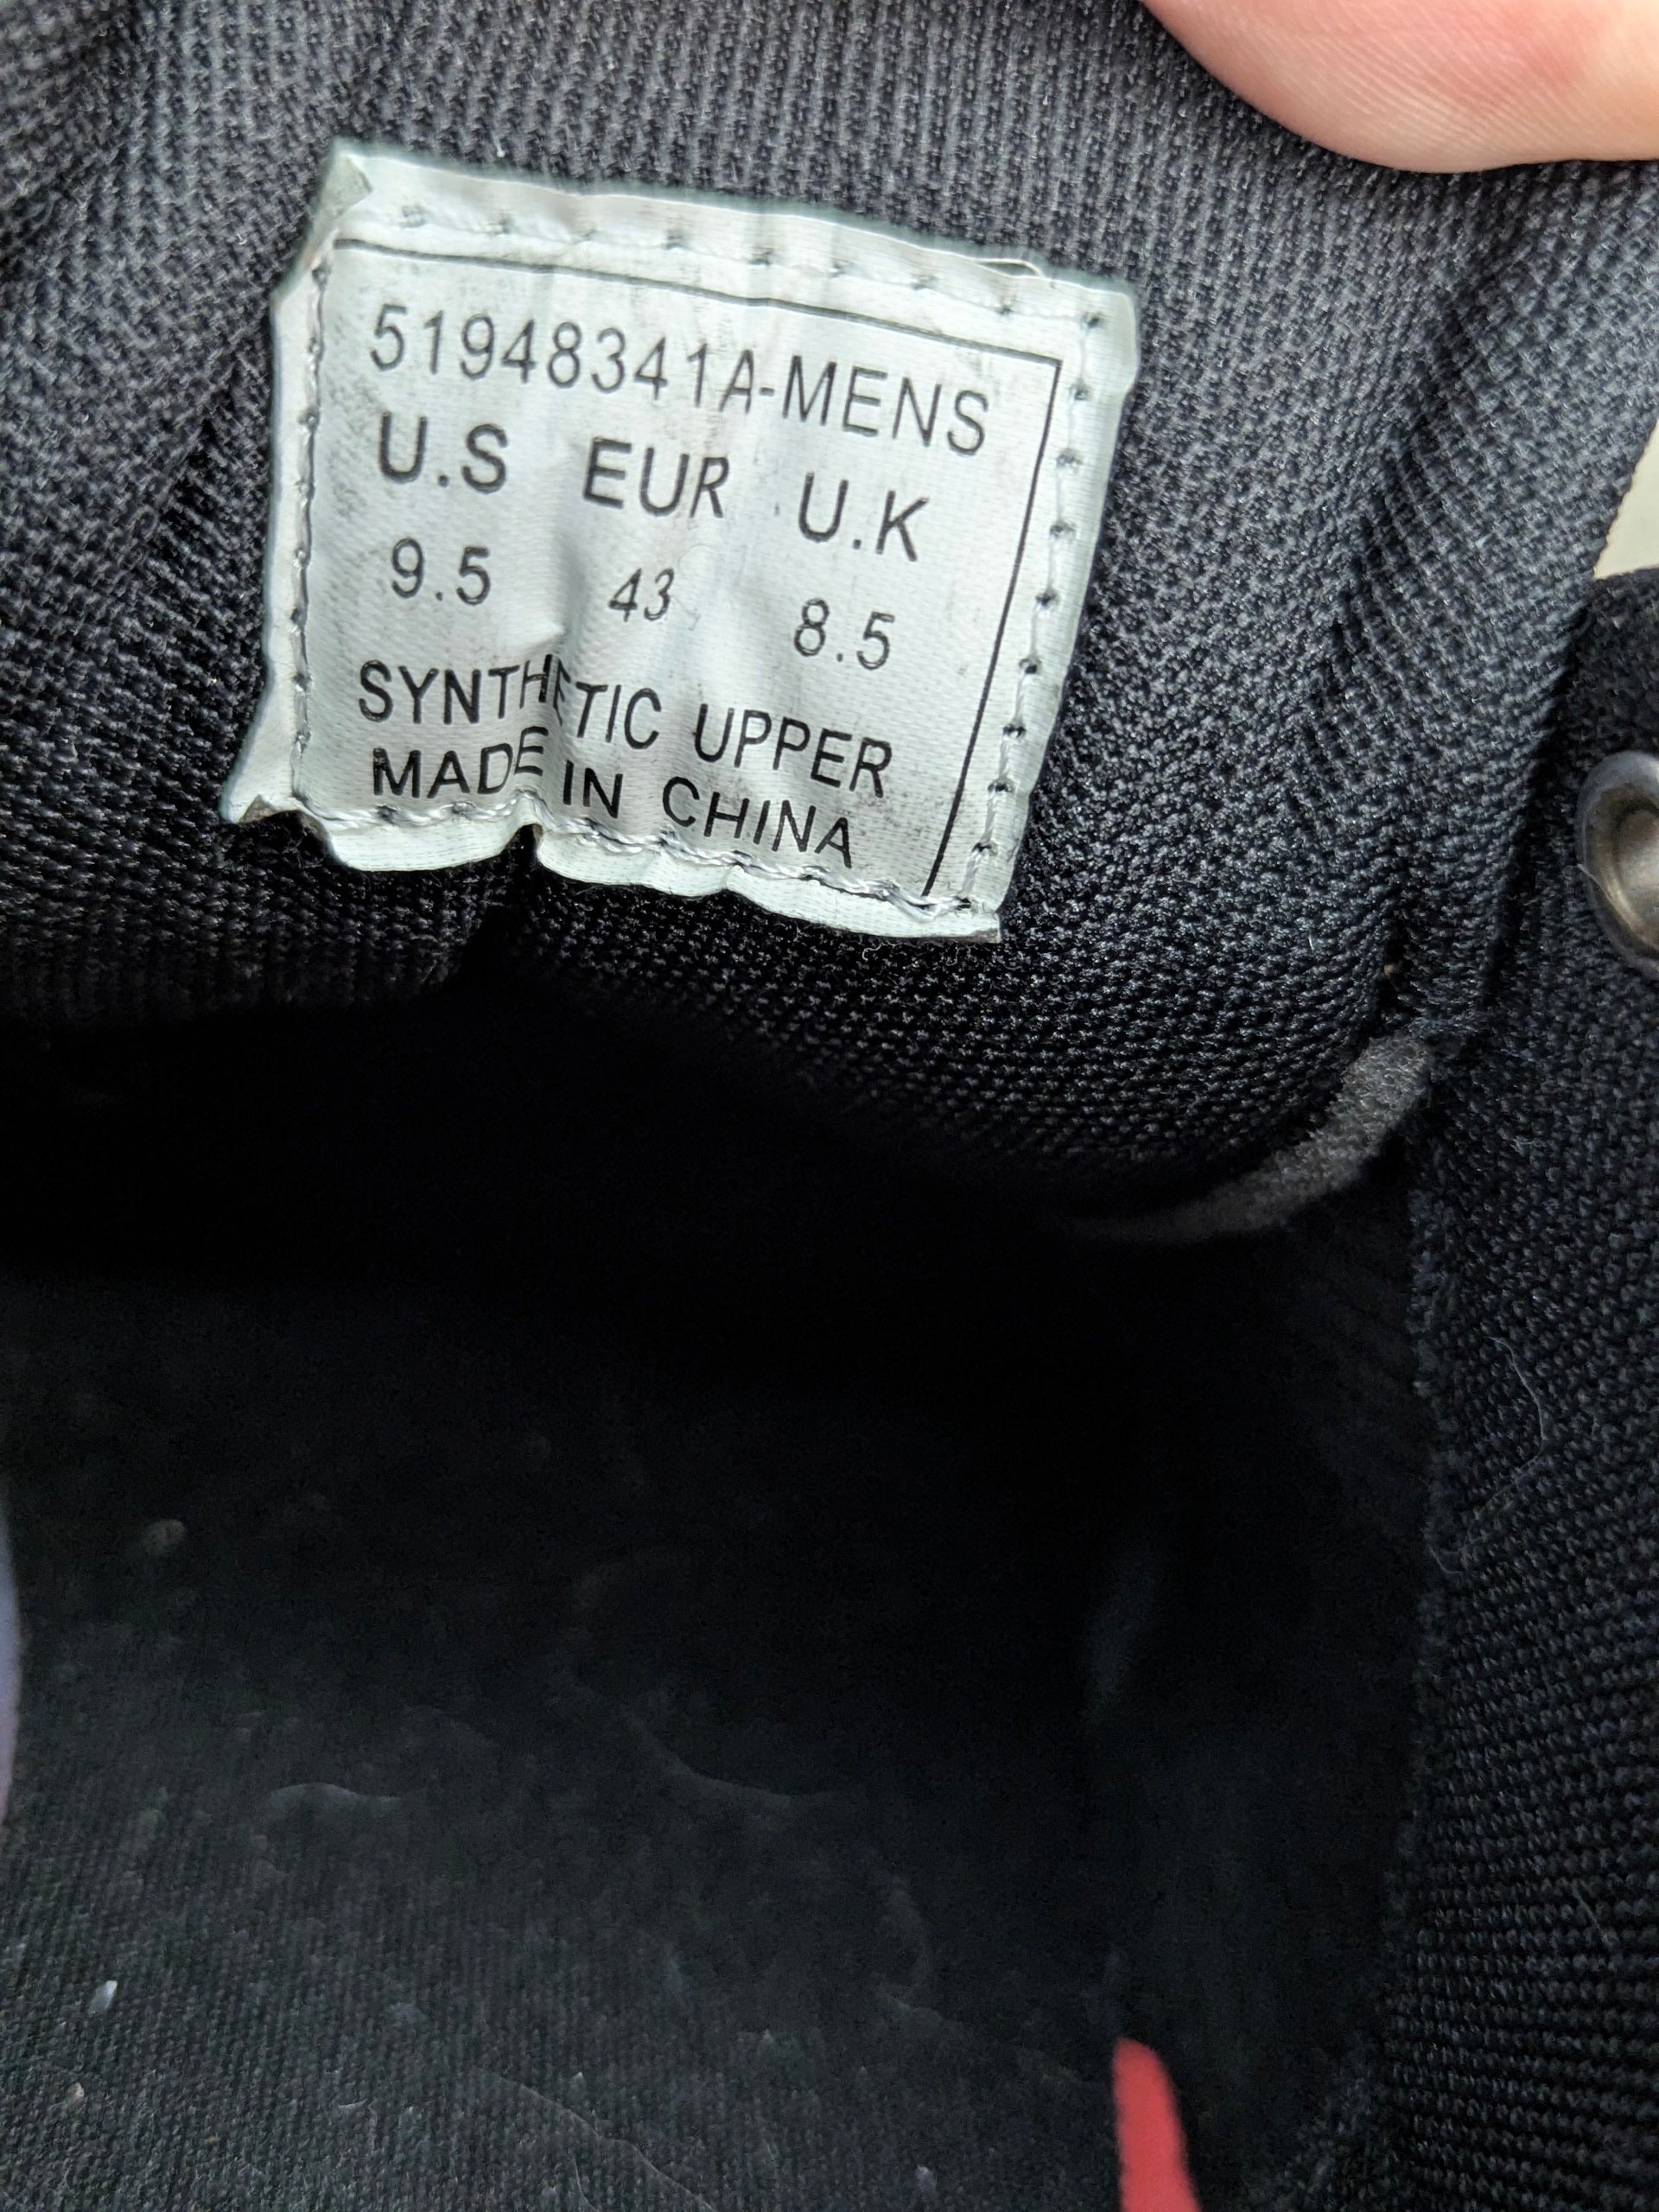 51948341A-MENS
U.S EUR U.K
9.5 43 8.5
SYNTHETIC UPPER
MADE IN CHINA